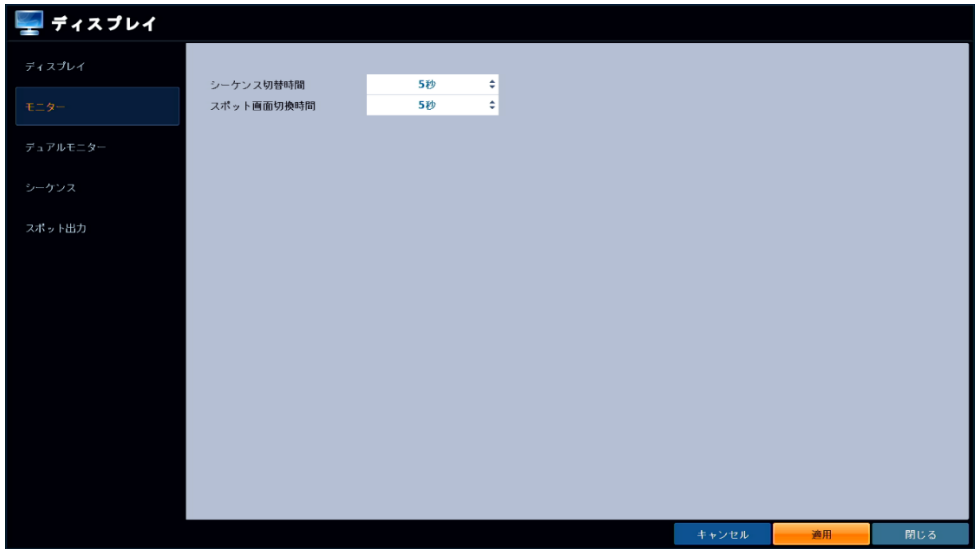 ディスプレイ
ディスプレイ
モニター
デュアルモニター
シーケンス
スポット出力
シーケンス切替時間 5秒
スポット画面切換時間 5秒
キャンセル 適用 閉じる